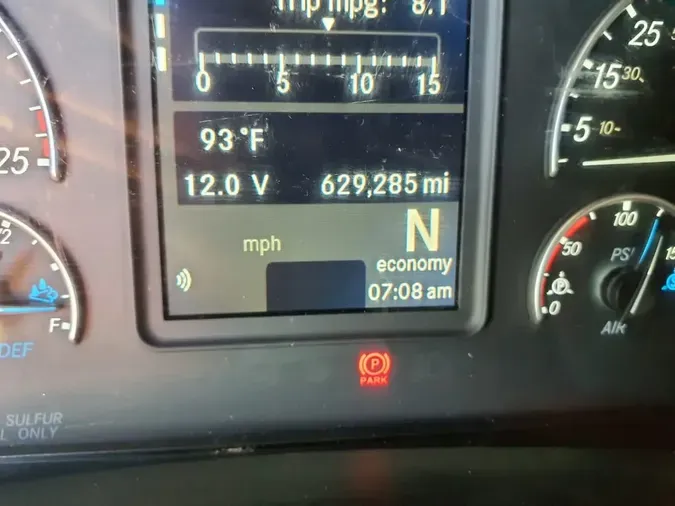 Trip mpg: 8.1
0 5 10 15
93 °F
12.0 V 629,285 mi
mph
N
economy
07:08 am
PARK
25
F
DEF
SULFUR
ONLY
25
15 30
5 10
100
50
PSI
0
AIR